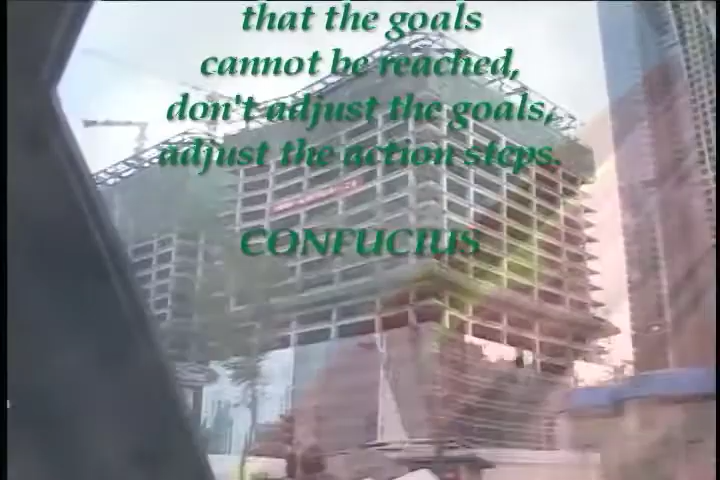 that the goals
cannot be reached,
don't adjust the goals,
adjust the action steps.
CONFUCIUS